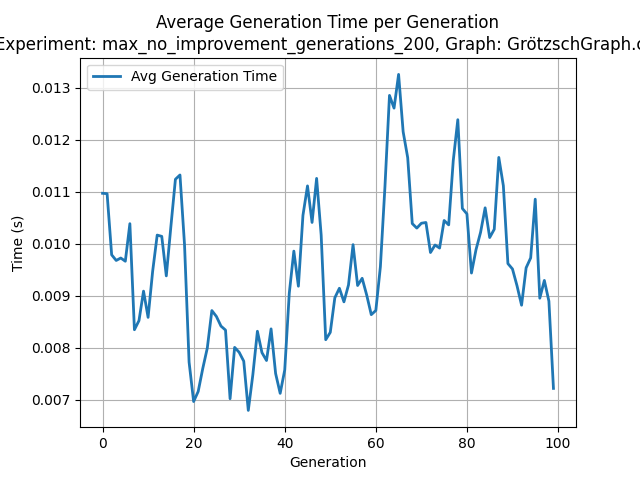 Average Generation Time per Generation
Experiment: max_no_improvement_generations_200, Graph: GrötzschGraph.
Avg Generation Time
0.013
0.012
0.011
0.010
0.009
0.008
0.007
Time (s)
0 20 40 60 80 100
Generation